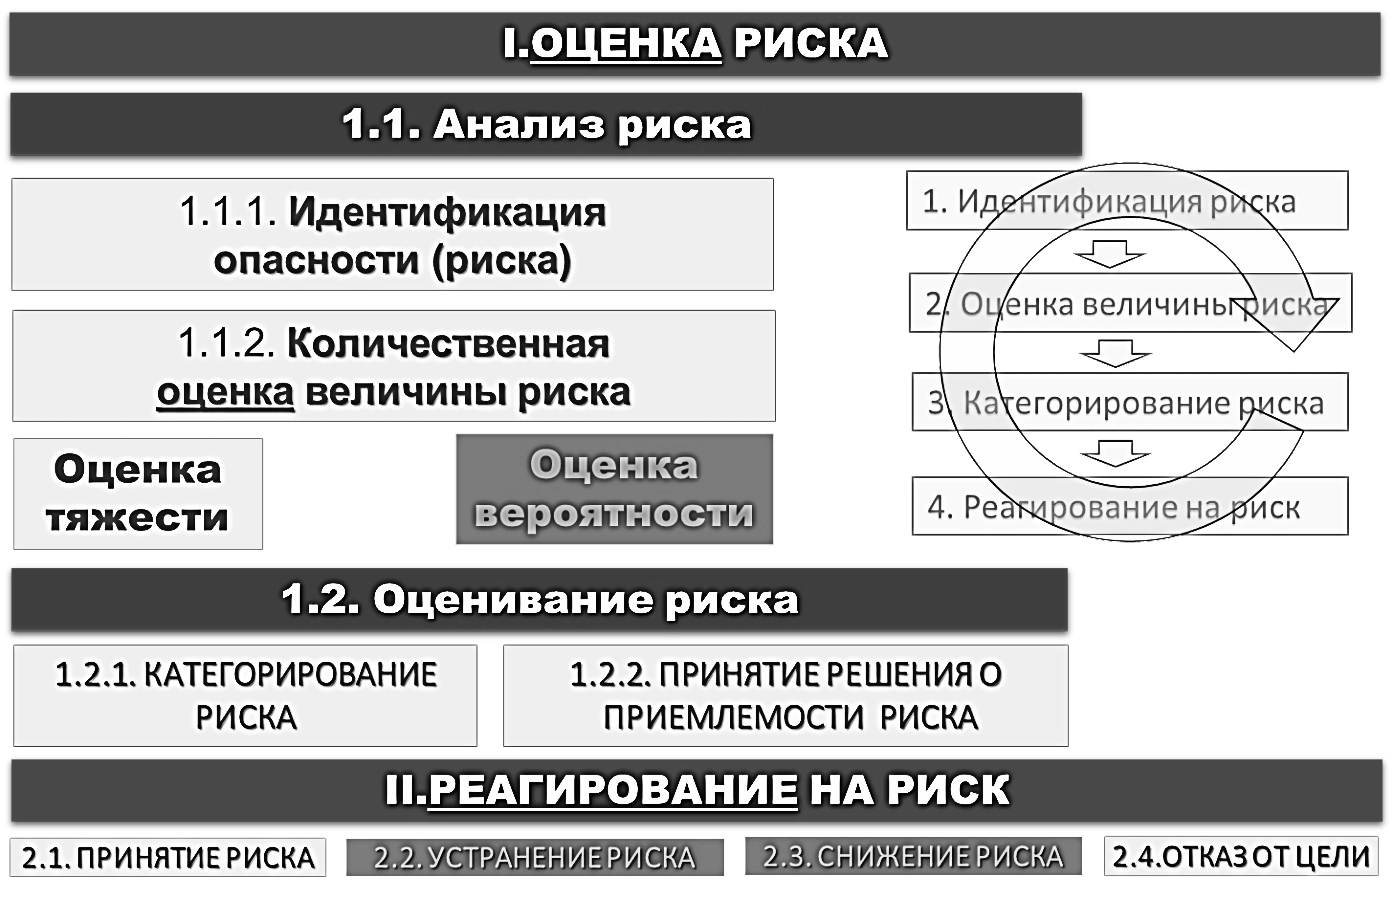 I.ОЦЕНКА РИСКА
1.1. Анализ риска
1.1.1. Идентификация
опасности (риска)
1.1.2. Количественная
оценка величины риска
Оценка
тяжести
Оценка
вероятности
1. Идентификация риска
2. Оценка величины риска
3. Категорирование риска
4. Реагирование на риск
1.2. Оценивание риска
1.2.1. КАТЕГОРИРОВАНИЕ
РИСКА
1.2.2. ПРИНЯТИЕ РЕШЕНИЯ О
ПРИЕМЛЕМОСТИ РИСКА
II.РЕАГИРОВАНИЕ НА РИСК
2.1. ПРИНЯТИЕ РИСКА
2.2. УСТРАНЕНИЕ РИСКА
2.3. СНИЖЕНИЕ РИСКА
2.4.ОТКАЗ ОТ ЦЕЛИ